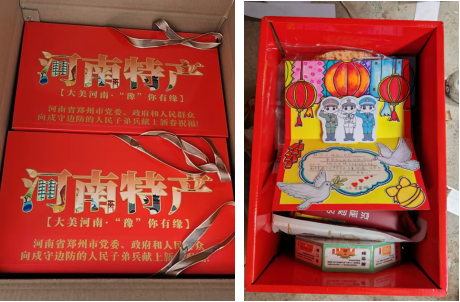 河南特产
【大美河南·“豫”你有缘】
河南省郑州市党委、政府和人民群众
向戍守边防的人民子弟兵献上新春祝福!
河南特产
【大美河南·“豫”你有缘】
河南省郑州市党委、政府和人民群众
向戍守边防的人民子弟兵献上新春祝福!